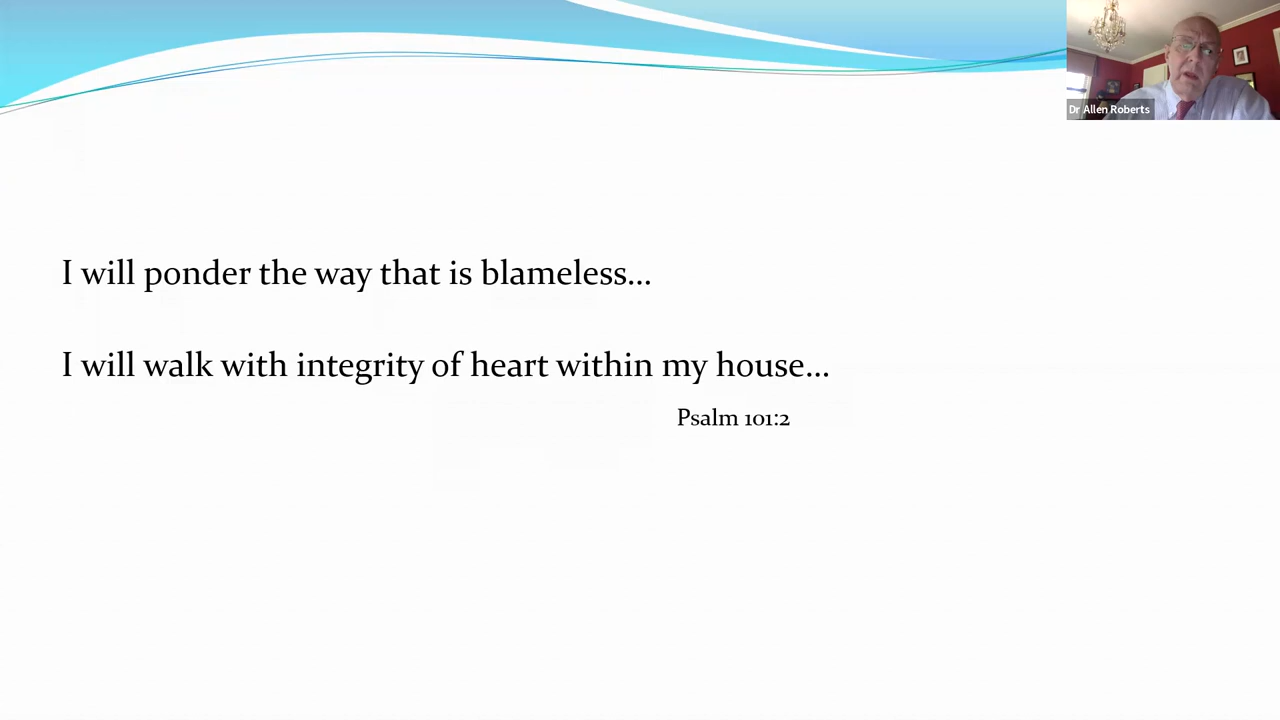 Dr Allen Roberts
I will ponder the way that is blameless...
I will walk with integrity of heart within my house...
Psalm 101:2